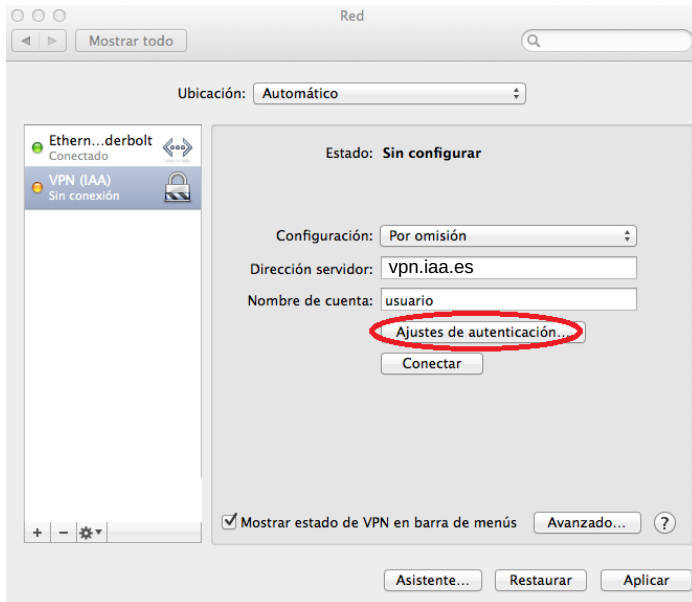 Red
Mostrar todo
Ubicación: Automático
Ethern...derbolt
Conectado
VPN (IAA)
Sin conexión
Estado: Sin configurar
Configuración: Por omisión
Dirección servidor: vpn.iaa.es
Nombre de cuenta: usuario
Ajustes de autenticación...
Conectar
Mostrar estado de VPN en barra de menús
Avanzado...
?
+ −
Asistente...
Restaurar
Aplicar